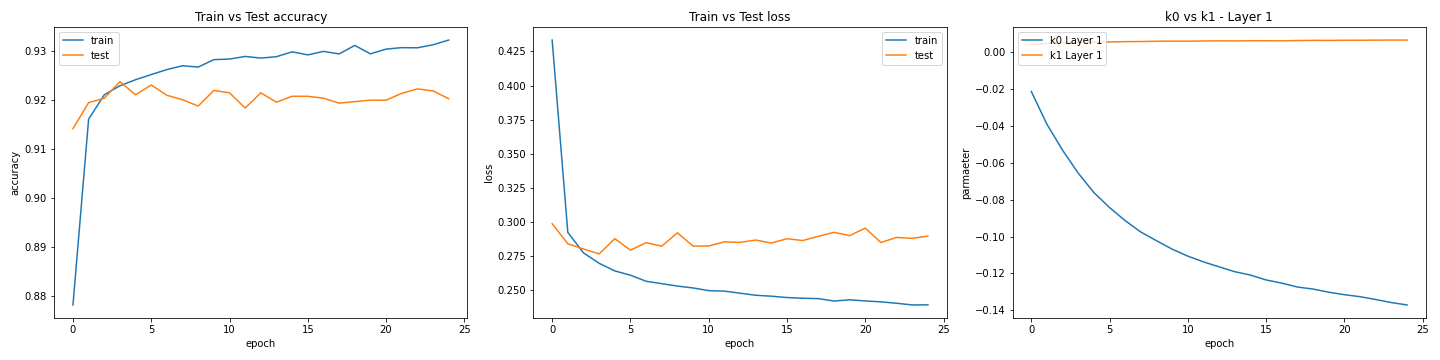 Train vs Test accuracy
train
test
0.93
0.92
0.91
0.90
0.89
0.88
accuracy
0 5 10 15 20 25
epoch
Train vs Test loss
train
test
0.425
0.400
0.375
0.350
0.325
0.300
0.275
0.250
loss
0 5 10 15 20 25
epoch
k0 vs k1 - Layer 1
k0 Layer 1
k1 Layer 1
0.00
−0.02
−0.04
−0.06
−0.08
−0.10
−0.12
−0.14
parmaeter
0 5 10 15 20 25
epoch